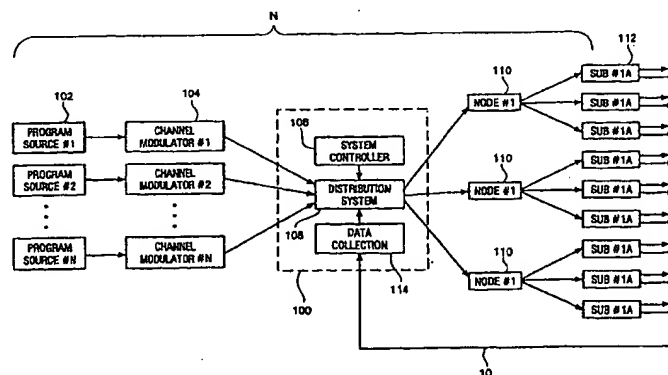 N
102
104
106
110
112
PROGRAM SOURCE #1
CHANNEL MODULATOR #1
PROGRAM SOURCE #2
CHANNEL MODULATOR #2
PROGRAM SOURCE #N
CHANNEL MODULATOR #N
SYSTEM CONTROLLER
DISTRIBUTION SYSTEM
108
DATA COLLECTION
114
100
NODE #1
110
NODE #1
110
NODE #1
SUB #1A
SUB #1A
SUB #1A
SUB #1A
SUB #1A
SUB #1A
SUB #1A
SUB #1A
SUB #1A
10